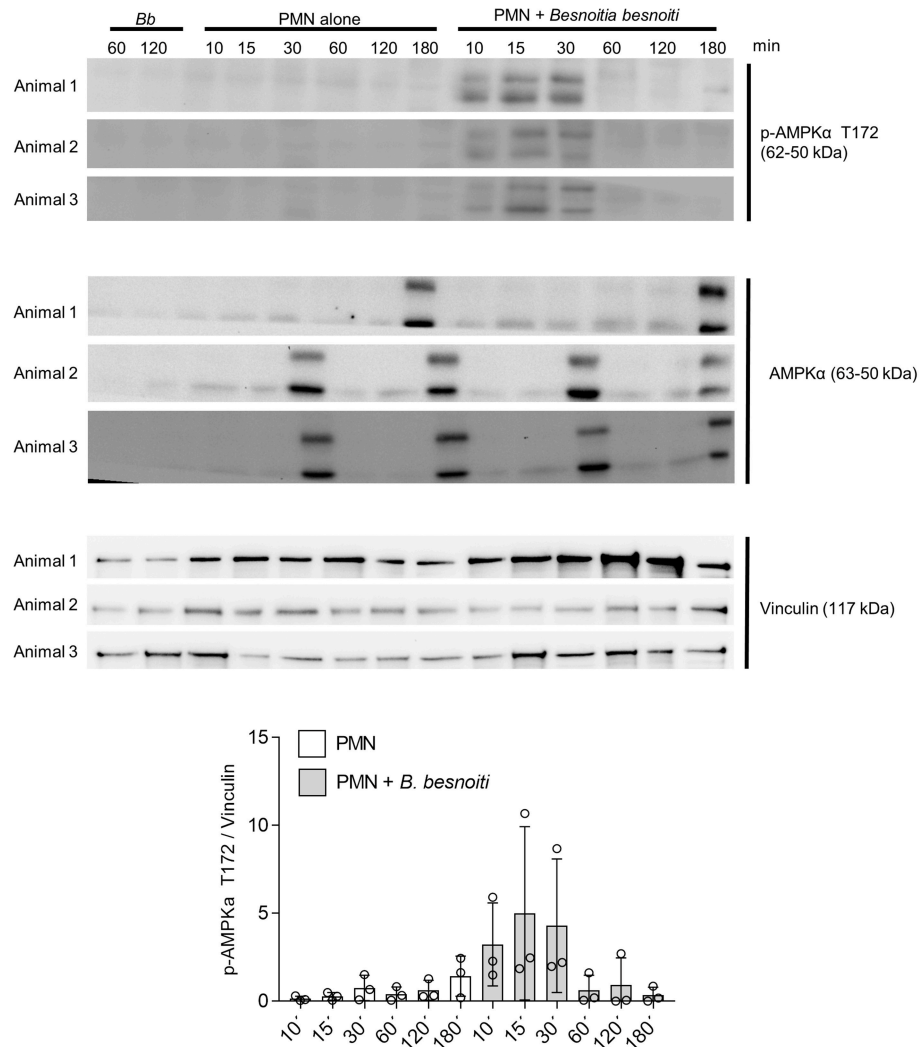 Bb PMN alone PMN + Besnoitia besnoiti
60 120 10 15 30 60 120 180 10 15 30 60 120 180 min
Animal 1
Animal 2
Animal 3
p-AMPKα T172
(62-50 kDa)
Animal 1
Animal 2
Animal 3
AMPKα (63-50 kDa)
Animal 1
Animal 2
Animal 3
Vinculin (117 kDa)
p-AMPKa T172 / Vinculin
15
10
5
0
PMN
PMN + B. besnoiti
10 15 30 60 120 180 10 15 30 60 120 180